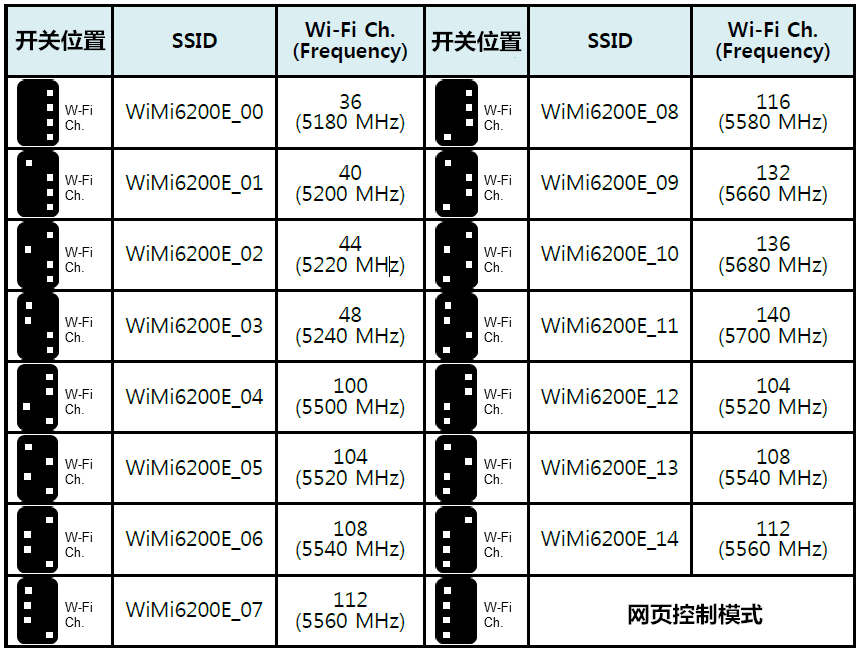 开关位置 SSID Wi-Fi Ch. (Frequency) 开关位置 SSID Wi-Fi Ch. (Frequency)
W-Fi Ch. WiMi6200E_00 36 (5180 MHz) W-Fi Ch. WiMi6200E_08 116 (5580 MHz)
W-Fi Ch. WiMi6200E_01 40 (5200 MHz) W-Fi Ch. WiMi6200E_09 132 (5660 MHz)
W-Fi Ch. WiMi6200E_02 44 (5220 MHz) W-Fi Ch. WiMi6200E_10 136 (5680 MHz)
W-Fi Ch. WiMi6200E_03 48 (5240 MHz) W-Fi Ch. WiMi6200E_11 140 (5700 MHz)
W-Fi Ch. WiMi6200E_04 100 (5500 MHz) W-Fi Ch. WiMi6200E_12 104 (5520 MHz)
W-Fi Ch. WiMi6200E_05 104 (5520 MHz) W-Fi Ch. WiMi6200E_13 108 (5540 MHz)
W-Fi Ch. WiMi6200E_06 108 (5540 MHz) W-Fi Ch. WiMi6200E_14 112 (5560 MHz)
W-Fi Ch. WiMi6200E_07 112 (5560 MHz) W-Fi Ch. 网页控制模式